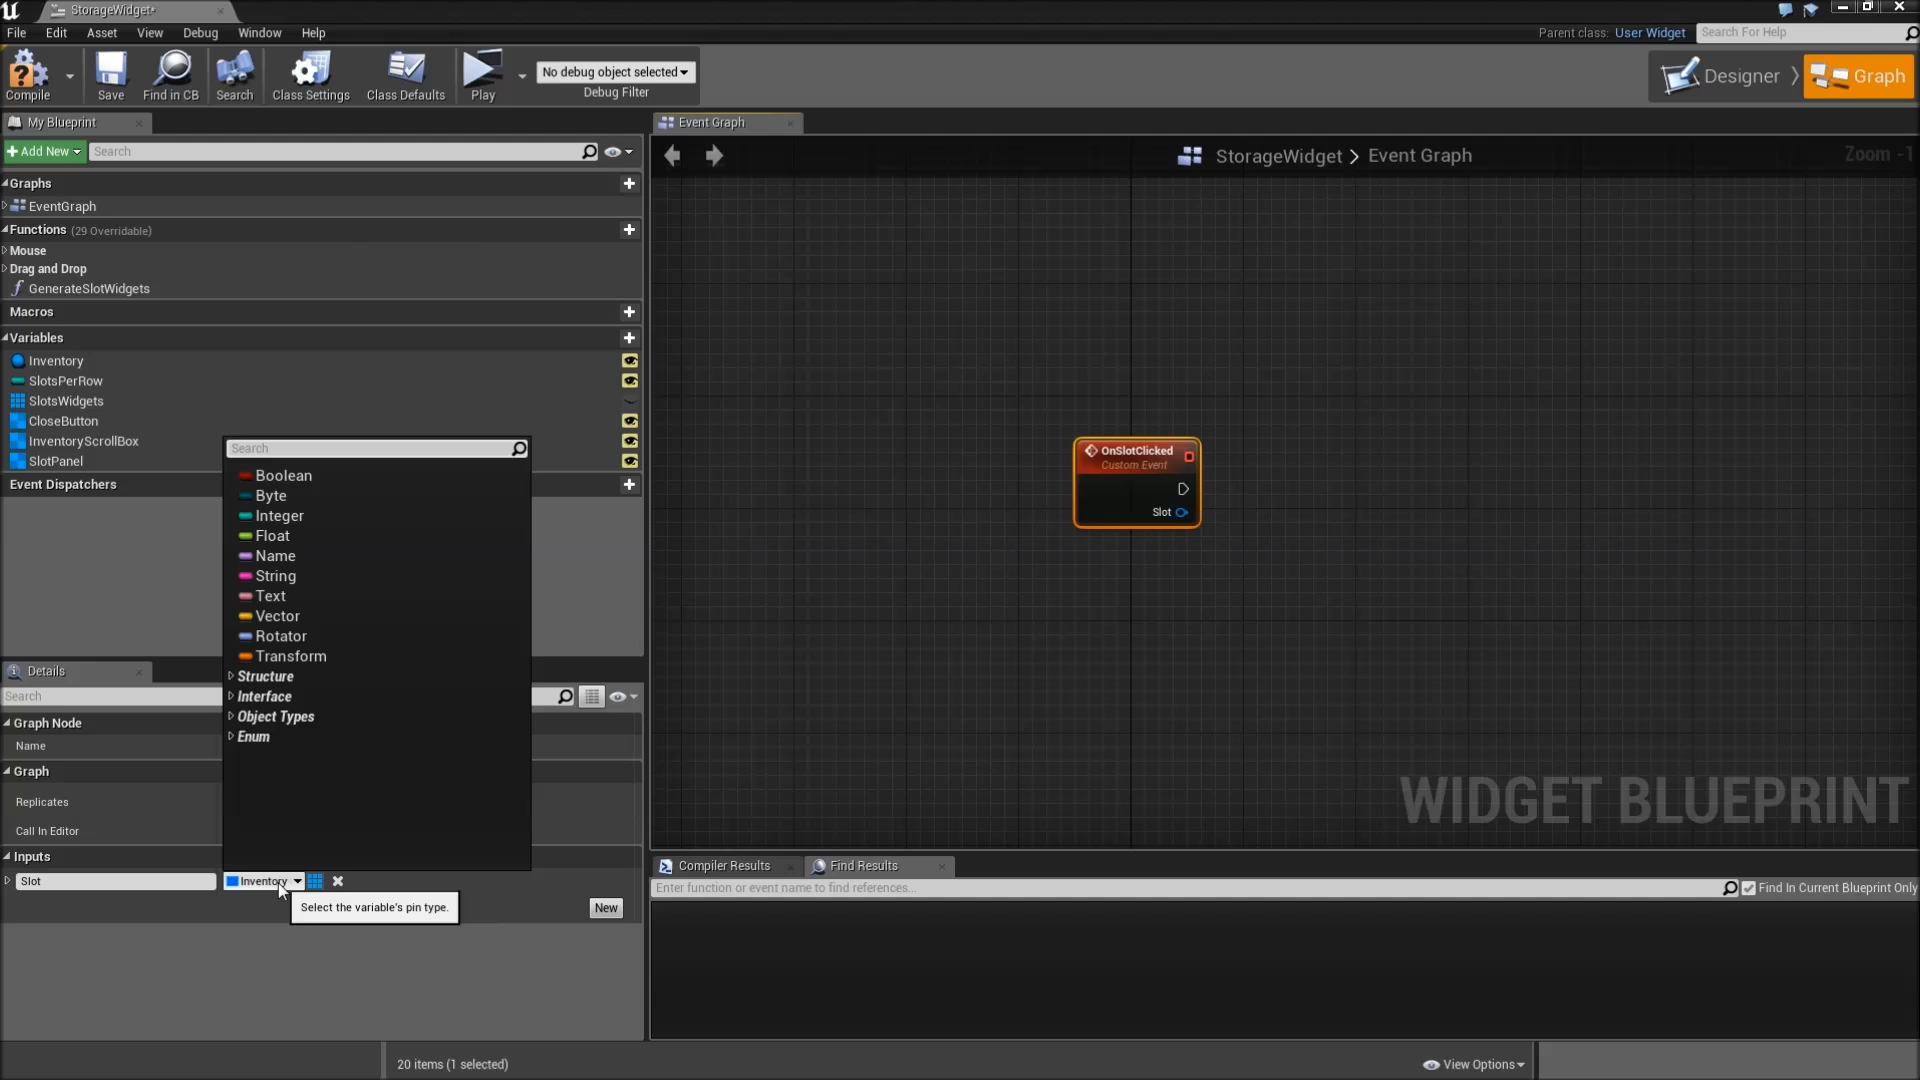 StorageWidget*
File Edit Asset View Debug Window Help
Parent class: User Widget
Search For Help
Compile
Save
Find in CB
Search
Class Settings
Class Defaults
Play
No debug object selected
Debug Filter
Designer
Graph
My Blueprint
Add New
Search
Graphs
EventGraph
Functions (29 Overridable)
Mouse
Drag and Drop
GenerateSlotWidgets
Macros
Variables
Inventory
SlotsPerRow
SlotsWidgets
CloseButton
InventoryScrollBox
SlotPanel
Event Dispatchers
Search
Boolean
Byte
Integer
Float
Name
String
Text
Vector
Rotator
Transform
Structure
Interface
Object Types
Enum
Details
Search
Graph Node
Name
Graph
Replicates
Call In Editor
Inputs
Slot
Inventory
Select the variable's pin type.
New
Event Graph
StorageWidget > Event Graph
Zoom -1
OnSlotClicked
Custom Event
Slot
WIDGET BLUEPRINT
Compiler Results
Find Results
Enter function or event name to find references...
Find In Current Blueprint Only
20 items (1 selected)
View Options